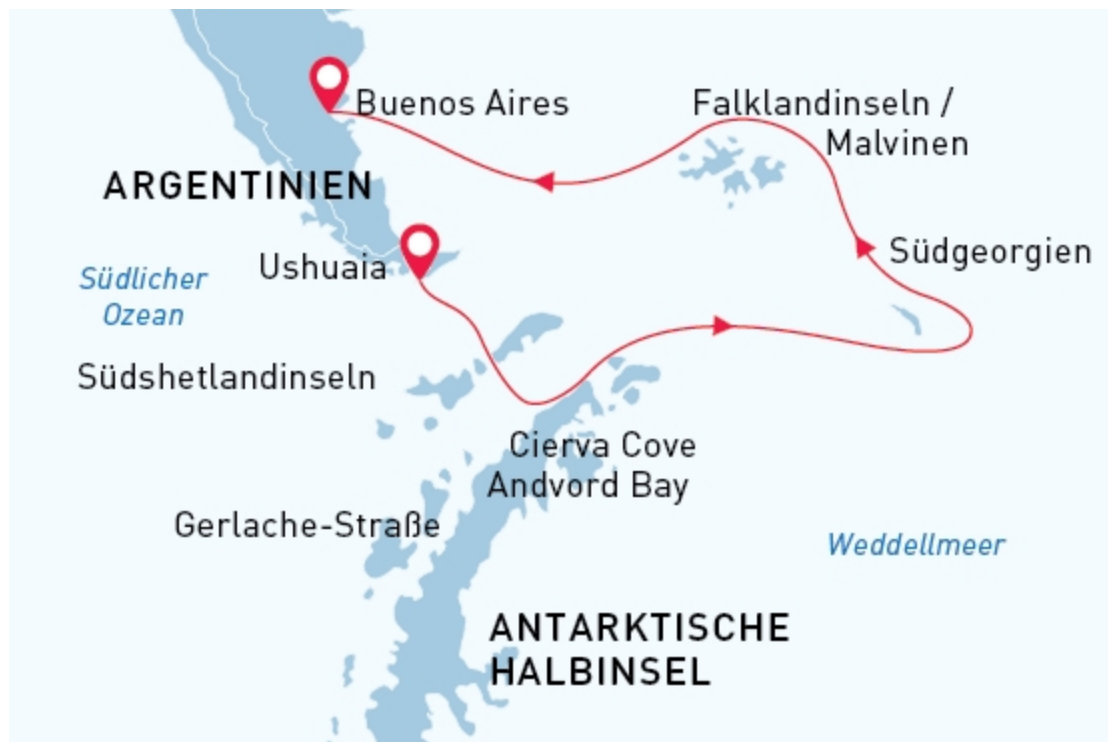 Buenos Aires
Falklandinseln /
Malvinen
ARGENTINIEN
Südgeorgien
Ushuaia
Südlicher
Ozean
Südshetlandinseln
Cierva Cove
Andvord Bay
Gerlache-Straße
Weddellmeer
ANTARKTISCHE
HALBINSEL